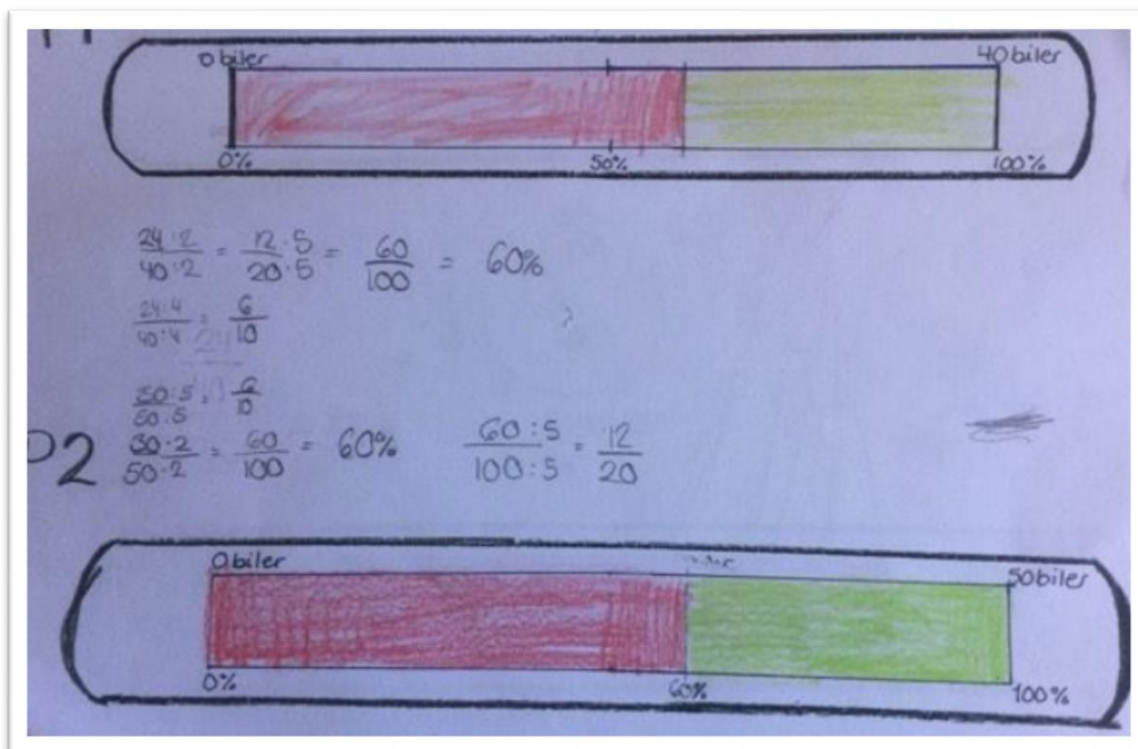 0 biler 40 biler
0% 50% 100%
24:2/40:2 = 12·5/20·5 = 60/100 = 60%
24:4/40:4 = 6/10
30:5/50:5 = 6/10
P2 30·2/50·2 = 60/100 = 60% 60:5/100:5 = 12/20
0 biler 50 biler
0% 60% 100%